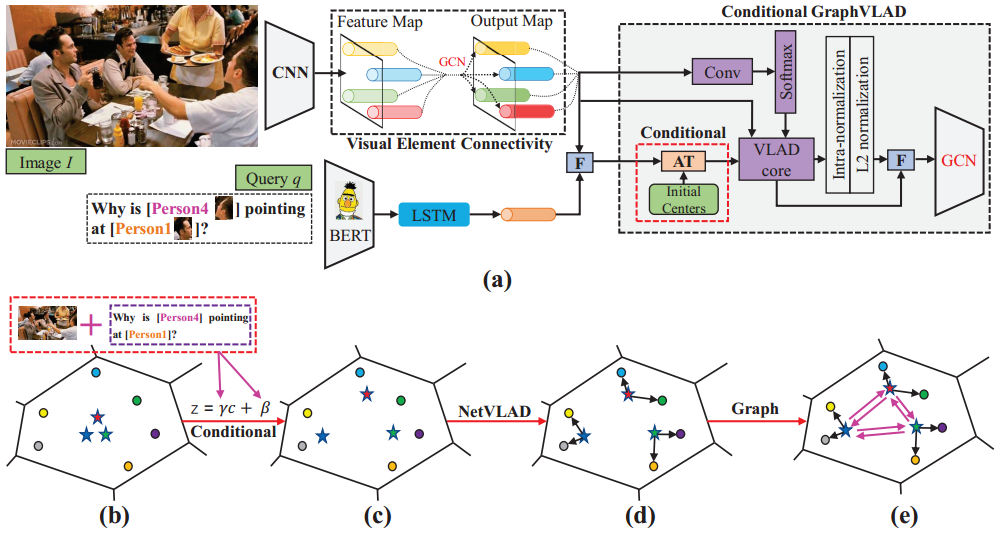 Conditional GraphVLAD
Feature Map
Output Map
CNN
GCN
Visual Element Connectivity
MOVIECLIPS.COM
Image I
Query q
Why is [Person4 ] pointing
at [Person1 ]?
BERT
LSTM
F
Conv
Softmax
Conditional
AT
Initial
Centers
VLAD
core
Intra-normalization
L2 normalization
F
GCN
(a)
+
Why is [Person4] pointing
at [Person1]?
z = γc + β
Conditional
NetVLAD
Graph
(b)
(c)
(d)
(e)